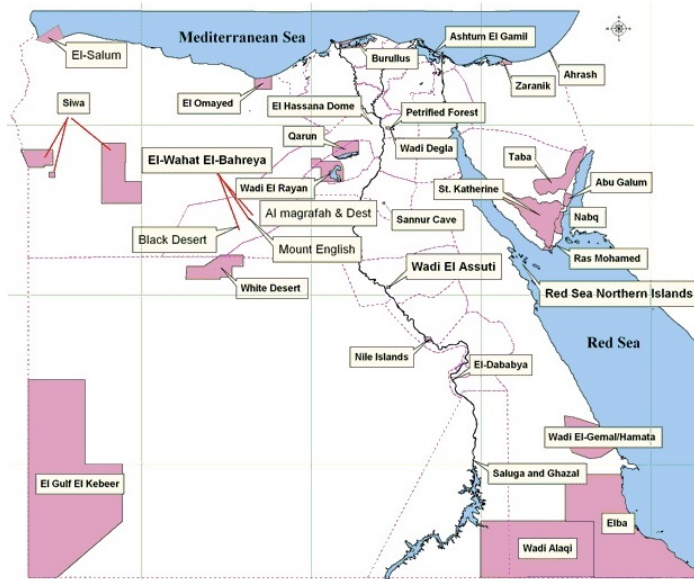 Mediterranean Sea
Ashtum El Gamil
El-Salum
Burullus
Zaranik
Ahrash
El Omayed
Siwa
El Hassana Dome
Petrified Forest
Qarun
Wadi Degla
El-Wahat El-Bahreya
Taba
Wadi El Rayan
St. Katherine
Abu Galum
Al magrafah & Dest
Sannur Cave
Nabq
Black Desert
Mount English
Ras Mohamed
Wadi El Assuti
White Desert
Red Sea Northern Islands
Red Sea
Nile Islands
El-Dababya
Wadi El-Gemal/Hamata
Saluga and Ghazal
El Gulf El Kebeer
Elba
Wadi Alaqi